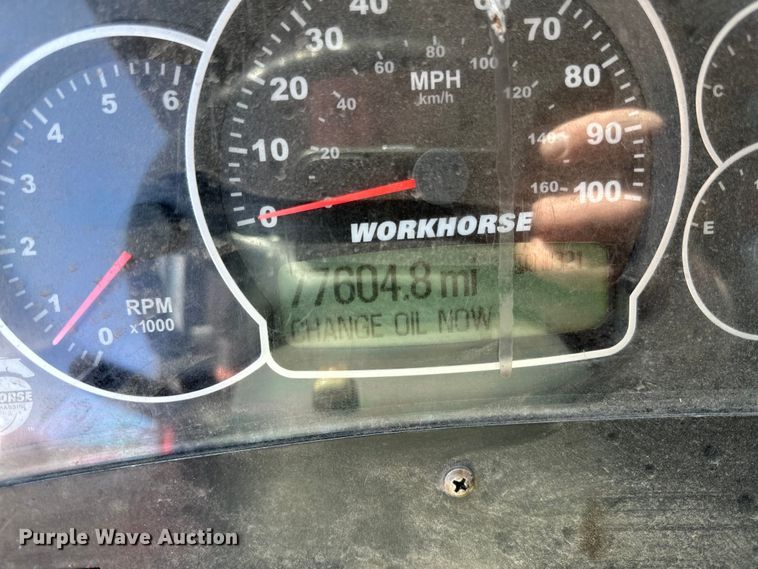 0 1 2 3 4 5 6
RPM
x1000
0 10 20 30 40 60 70 80 90 100
20 40 60 80 100 120 140 160
MPH
km/h
WORKHORSE
77604.8 mi
CHANGE OIL NOW
C
E
Purple Wave Auction